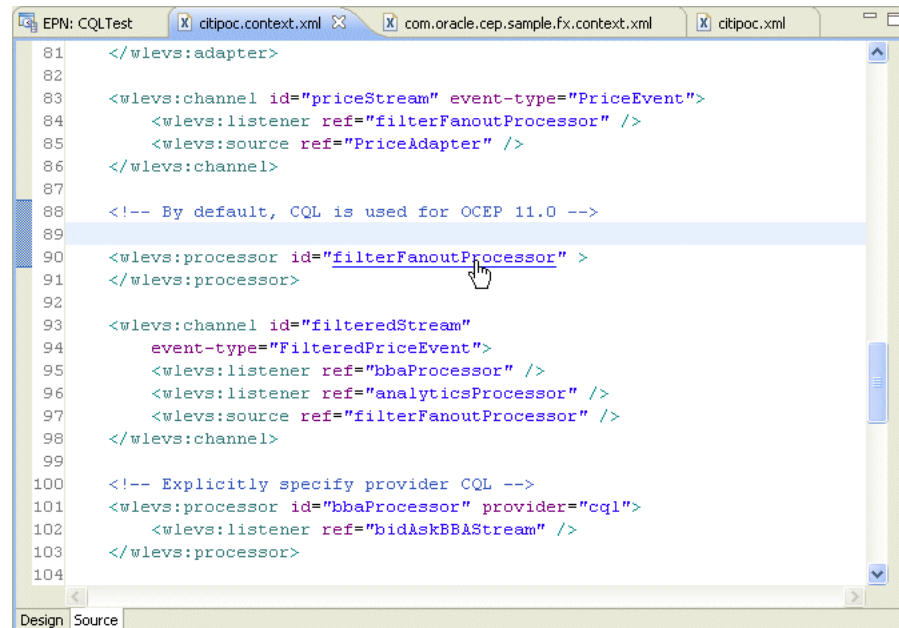 EPN: CQLTest citipoc.context.xml com.oracle.cep.sample.fx.context.xml citipoc.xml
81 </wlevs:adapter>
82
83 <wlevs:channel id="priceStream" event-type="PriceEvent">
84 <wlevs:listener ref="filterFanoutProcessor" />
85 <wlevs:source ref="PriceAdapter" />
86 </wlevs:channel>
87
88 <!-- By default, CQL is used for OCEP 11.0 -->
89
90 <wlevs:processor id="filterFanoutProcessor" >
91 </wlevs:processor>
92
93 <wlevs:channel id="filteredStream"
94 event-type="FilteredPriceEvent">
95 <wlevs:listener ref="bbaProcessor" />
96 <wlevs:listener ref="analyticsProcessor" />
97 <wlevs:source ref="filterFanoutProcessor" />
98 </wlevs:channel>
99
100 <!-- Explicitly specify provider CQL -->
101 <wlevs:processor id="bbaProcessor" provider="cql">
102 <wlevs:listener ref="bidAskBBAStream" />
103 </wlevs:processor>
104
Design Source